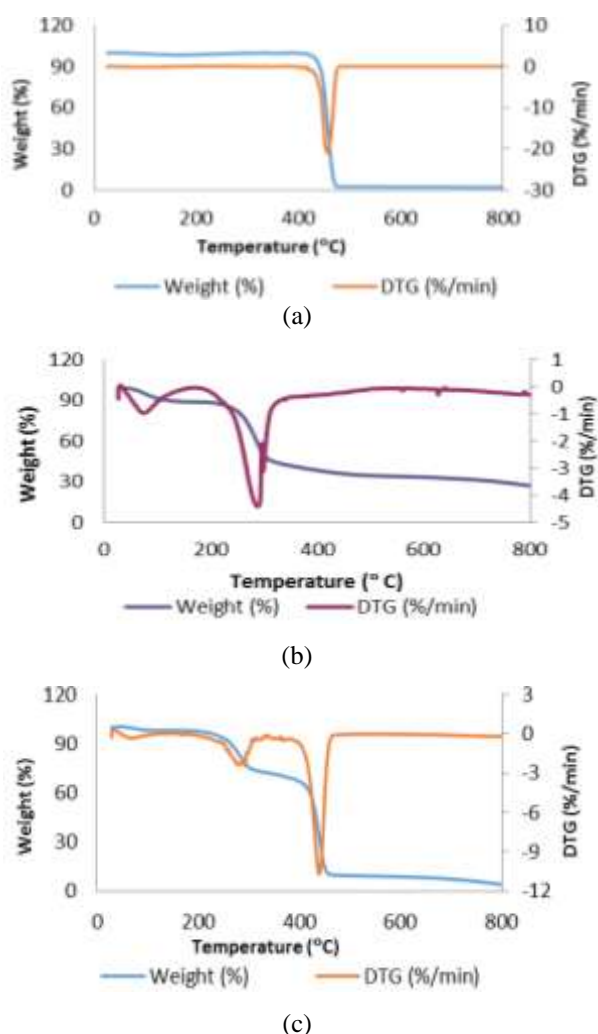 120 10
90 0
60 -10
30 -20
0 -30
0 200 400 600 800
Weight (%)
DTG (%/min)
Temperature (°C)
Weight (%) DTG (%/min)
(a)
120 1
90 0
-1
60 -2
-3
30 -4
0 -5
0 200 400 600 800
Weight (%)
DTG (%/min)
Temperature (° C)
Weight (%) DTG (%/min)
(b)
120 3
90 0
-3
60 -6
30 -9
0 -12
0 200 400 600 800
Weight (%)
DTG (%/min)
Temperature (°C)
Weight (%) DTG (%/min)
(c)